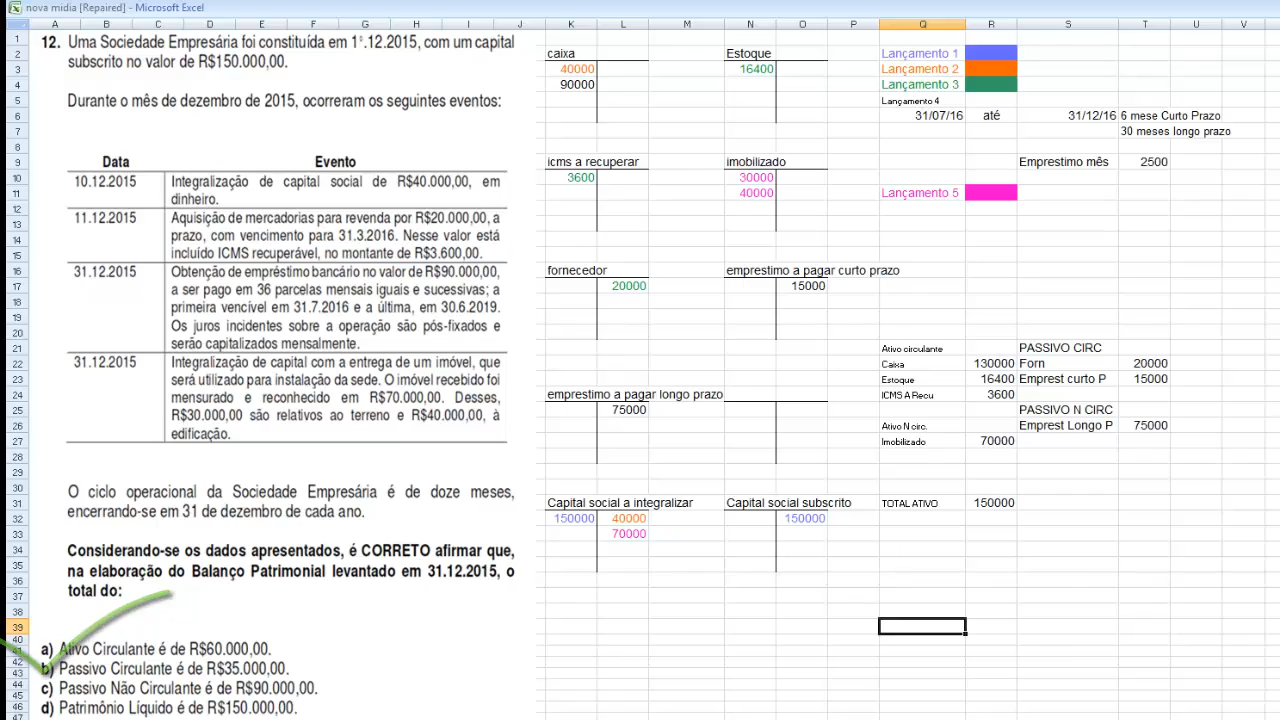 nova midia [Repaired] - Microsoft Excel
A B C D E F G H I J K L M N O P Q R S T U V
12. Uma Sociedade Empresária foi constituída em 1º.12.2015, com um capital
subscrito no valor de R$150.000,00.
Durante o mês de dezembro de 2015, ocorreram os seguintes eventos:
Data Evento
10.12.2015 Integralização de capital social de R$40.000,00, em
dinheiro.
11.12.2015 Aquisição de mercadorias para revenda por R$20.000,00, a
prazo, com vencimento para 31.3.2016. Nesse valor está
incluído ICMS recuperável, no montante de R$3.600,00.
31.12.2015 Obtenção de empréstimo bancário no valor de R$90.000,00,
a ser pago em 36 parcelas mensais iguais e sucessivas; a
primeira vencível em 31.7.2016 e a última, em 30.6.2019.
Os juros incidentes sobre a operação são pós-fixados e
serão capitalizados mensalmente.
31.12.2015 Integralização de capital com a entrega de um imóvel, que
será utilizado para instalação da sede. O imóvel recebido foi
mensurado e reconhecido em R$70.000,00. Desses,
R$30.000,00 são relativos ao terreno e R$40.000,00, à
edificação.
O ciclo operacional da Sociedade Empresária é de doze meses,
encerrando-se em 31 de dezembro de cada ano.
Considerando-se os dados apresentados, é CORRETO afirmar que,
na elaboração do Balanço Patrimonial levantado em 31.12.2015, o
total do:
a) Ativo Circulante é de R$60.000,00.
b) Passivo Circulante é de R$35.000,00.
c) Passivo Não Circulante é de R$90.000,00.
d) Patrimônio Líquido é de R$150.000,00.
caixa Estoque
40000 16400
90000
icms a recuperar imobilizado
3600 30000
40000
fornecedor emprestimo a pagar curto prazo
20000 15000
emprestimo a pagar longo prazo
75000
Capital social a integralizar Capital social subscrito
150000 40000 150000
70000
Lançamento 1
Lançamento 2
Lançamento 3
Lançamento 4
31/07/16 até 31/12/16 6 mese Curto Prazo
30 meses longo prazo
Emprestimo mês 2500
Lançamento 5
Ativo circulante PASSIVO CIRC
Caixa 130000 Forn 20000
Estoque 16400 Emprest curto P 15000
ICMS A Recu 3600
PASSIVO N CIRC
Ativo N circ. Emprest Longo P 75000
Imobilizado 70000
TOTAL ATIVO 150000